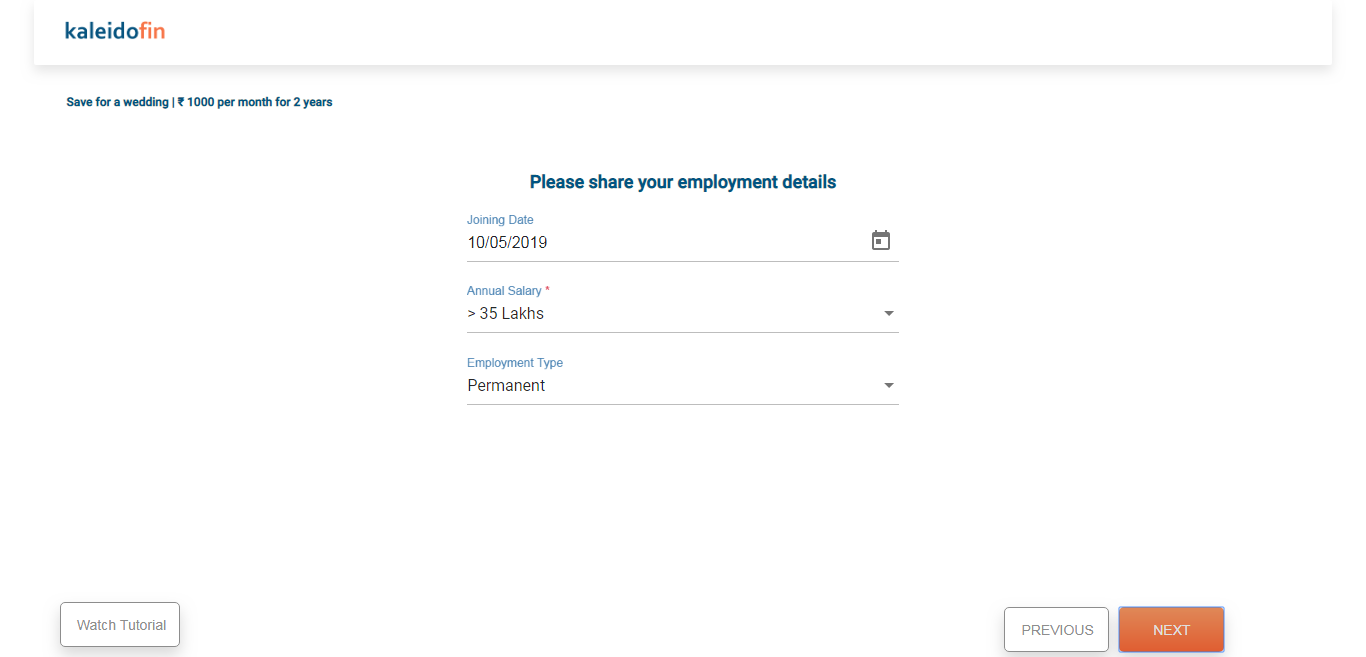 kaleidofin
Save for a wedding | ₹ 1000 per month for 2 years
Please share your employment details
Joining Date
10/05/2019
Annual Salary *
> 35 Lakhs
Employment Type
Permanent
Watch Tutorial
PREVIOUS
NEXT